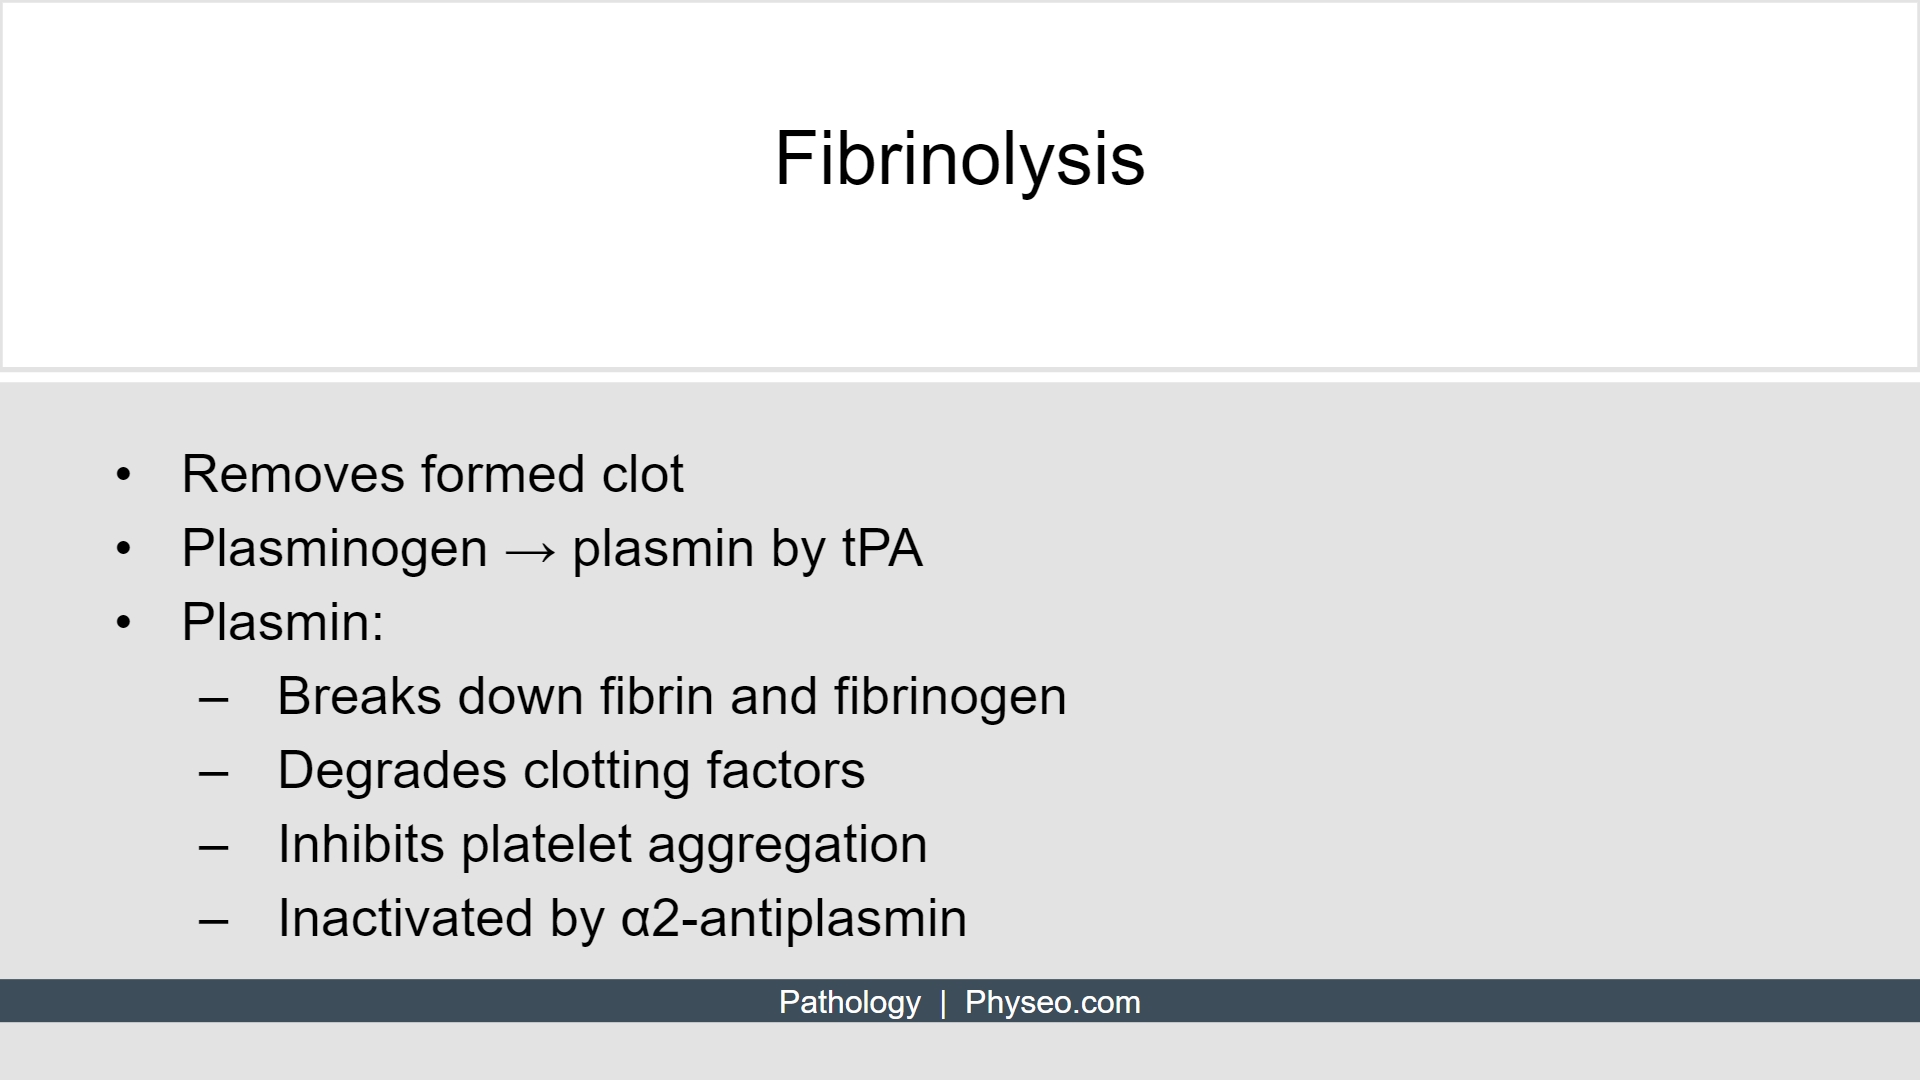 Fibrinolysis
• Removes formed clot
• Plasminogen → plasmin by tPA
• Plasmin:
– Breaks down fibrin and fibrinogen
– Degrades clotting factors
– Inhibits platelet aggregation
– Inactivated by α2-antiplasmin
Pathology | Physeo.com